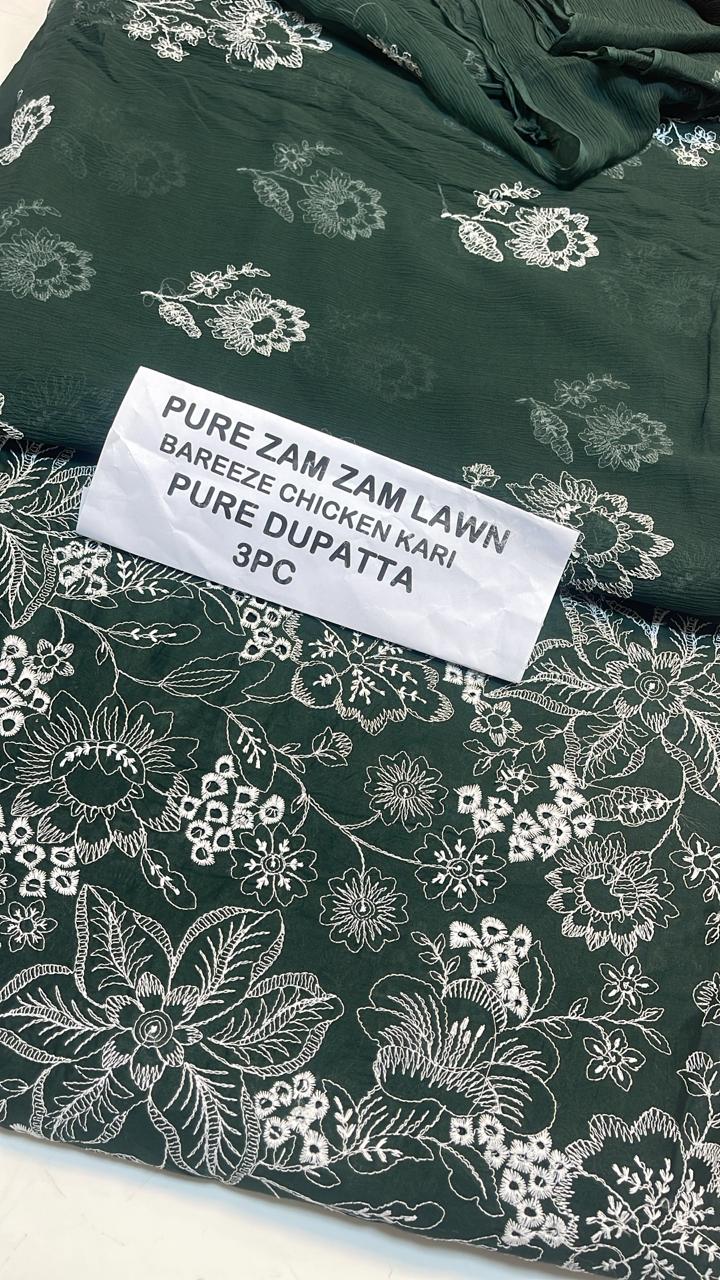 PURE ZAM ZAM LAWN
BAREEZE CHICKEN KARI
PURE DUPATTA
3PC